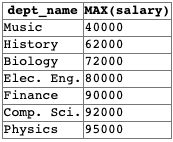 dept_name MAX(salary)
Music 40000
History 62000
Biology 72000
Elec. Eng. 80000
Finance 90000
Comp. Sci. 92000
Physics 95000